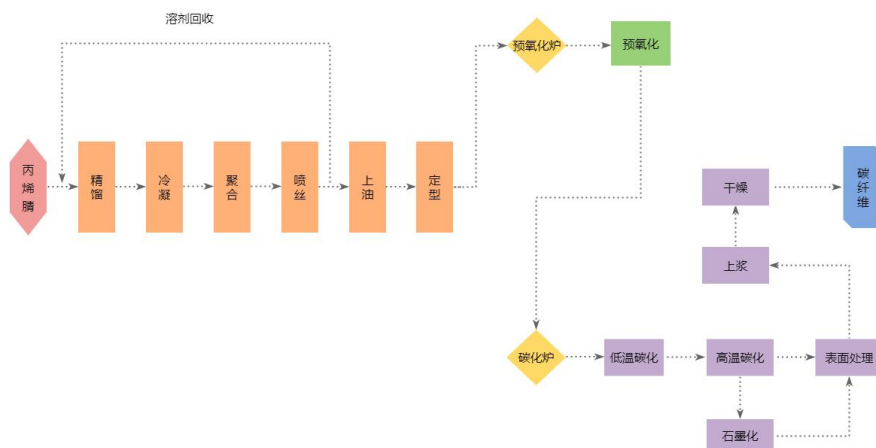 溶剂回收
丙烯腈
精馏
冷凝
聚合
喷丝
上油
定型
预氧化炉
预氧化
碳化炉
低温碳化
高温碳化
石墨化
表面处理
上浆
干燥
碳纤维